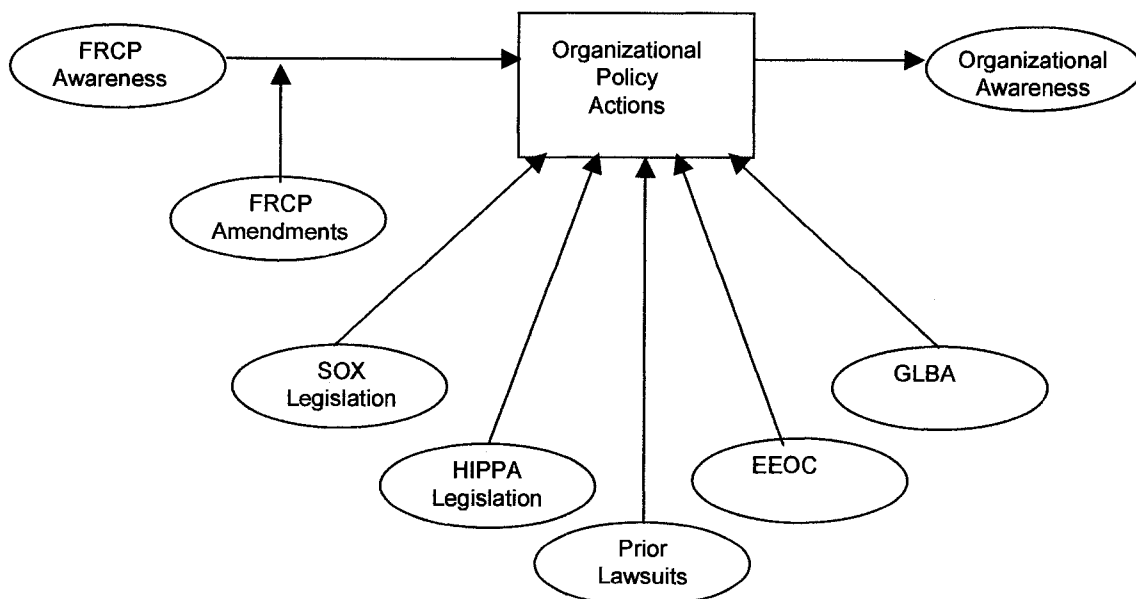 FRCP
Awareness
Organizational
Policy
Actions
Organizational
Awareness
FRCP
Amendments
SOX
Legislation
GLBA
HIPPA
Legislation
EEOC
Prior
Lawsuits